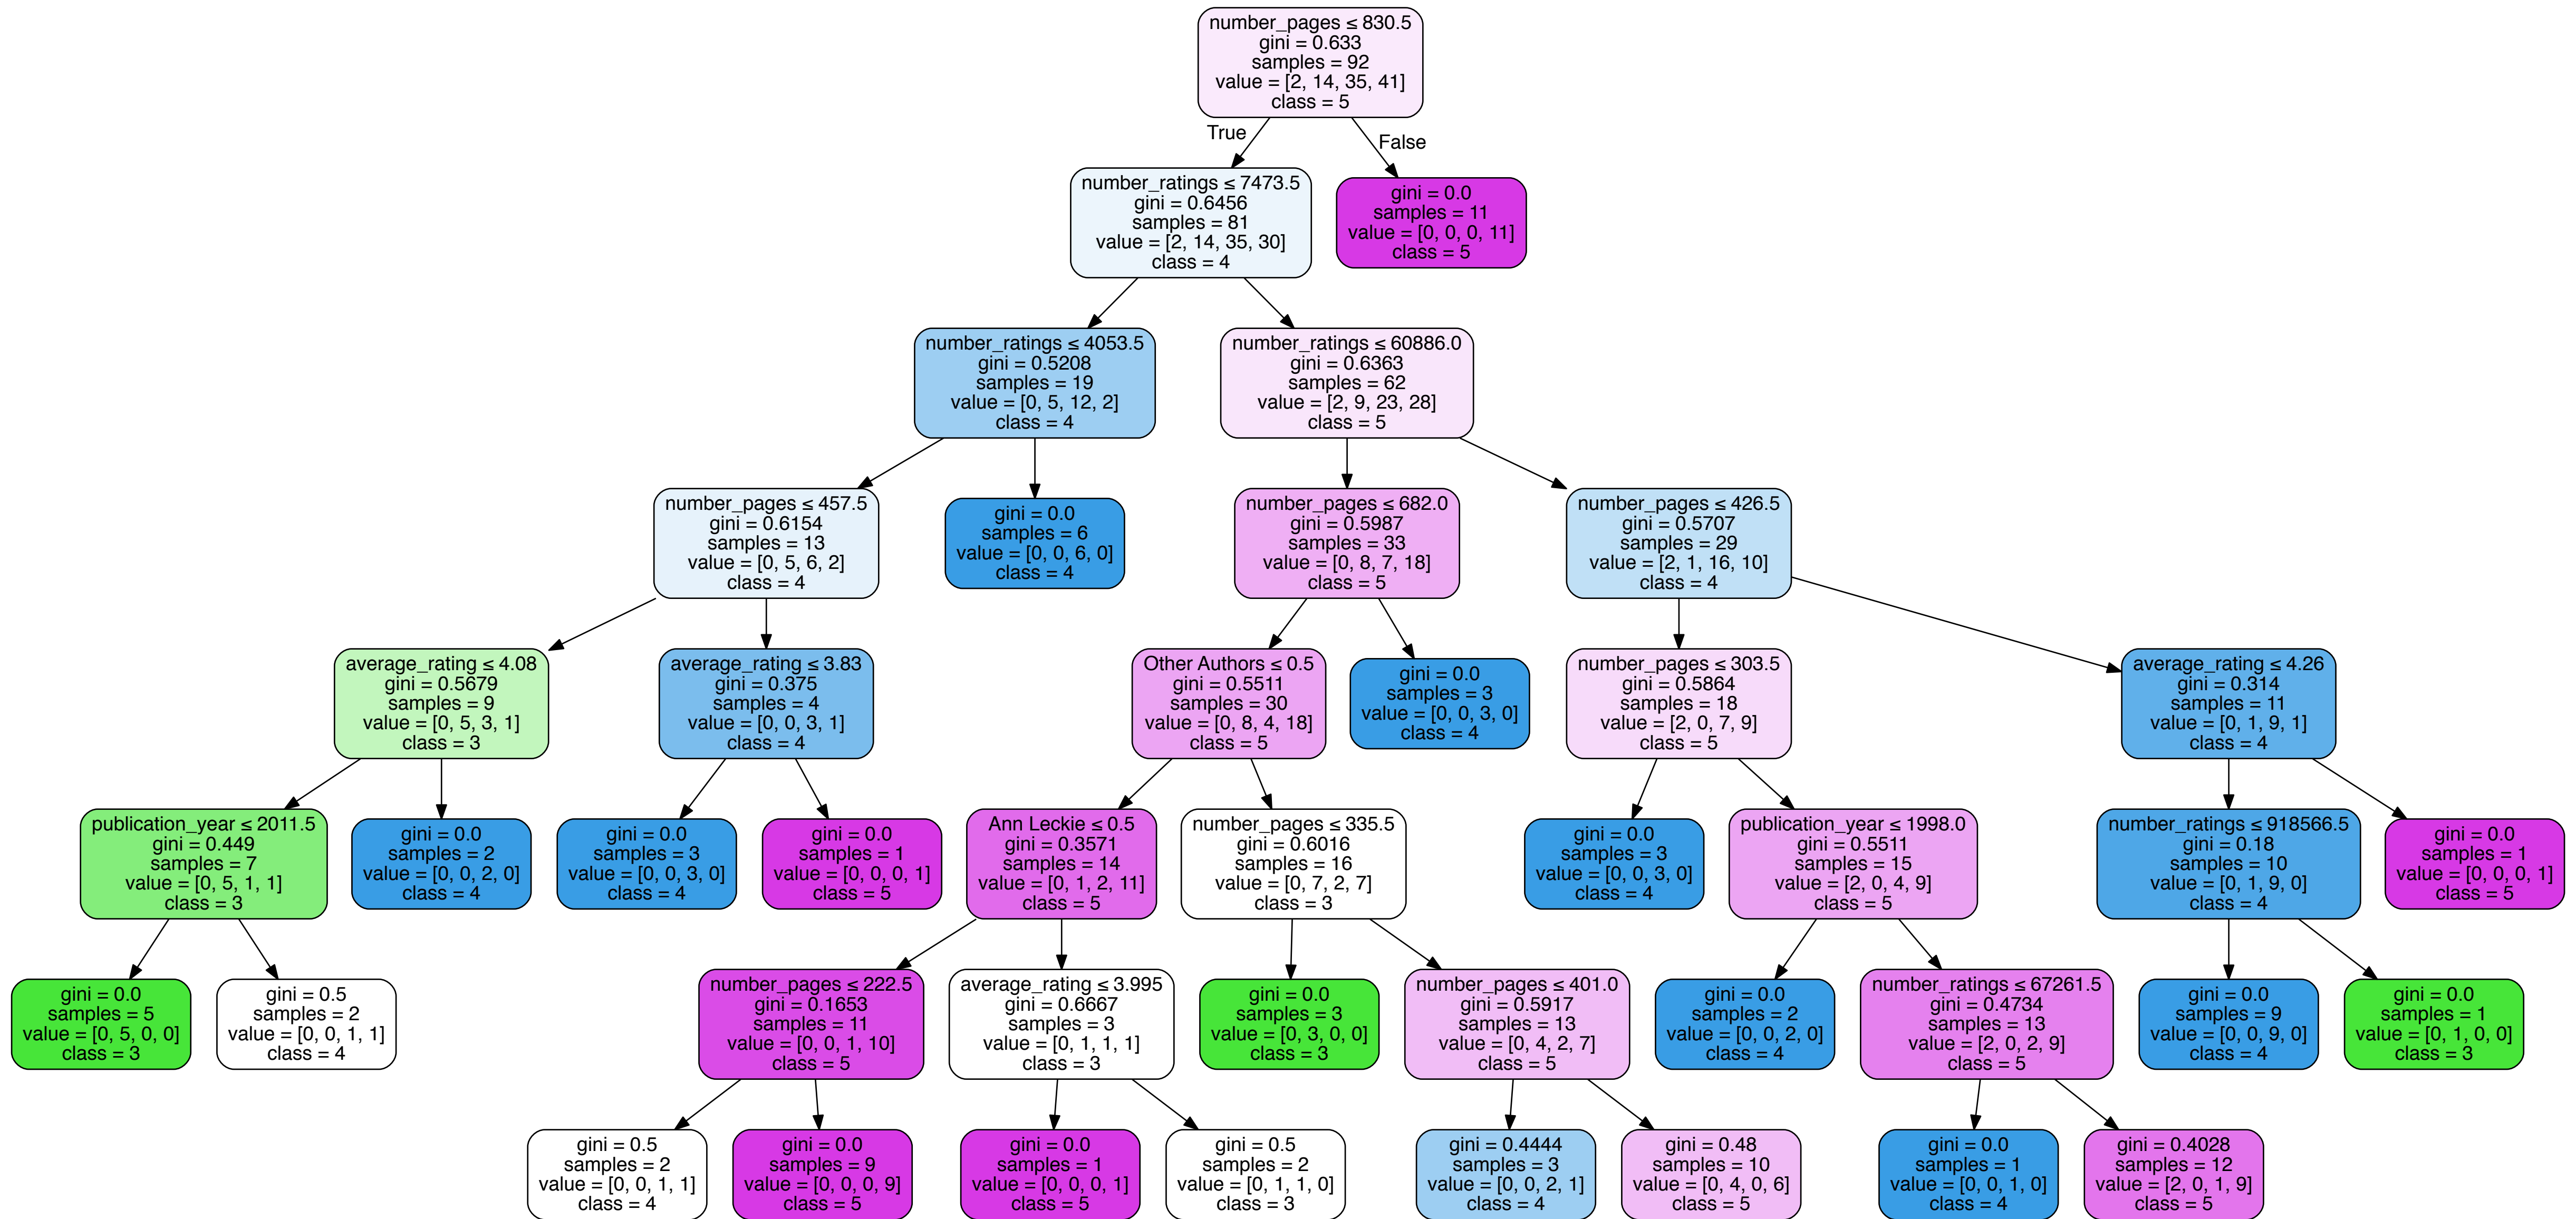 number_pages ≤ 830.5
gini = 0.633
samples = 92
value = [2, 14, 35, 41]
class = 5
True
False
number_ratings ≤ 7473.5
gini = 0.6456
samples = 81
value = [2, 14, 35, 30]
class = 4
gini = 0.0
samples = 11
value = [0, 0, 0, 11]
class = 5
number_ratings ≤ 4053.5
gini = 0.5208
samples = 19
value = [0, 5, 12, 2]
class = 4
number_ratings ≤ 60886.0
gini = 0.6363
samples = 62
value = [2, 9, 23, 28]
class = 5
number_pages ≤ 457.5
gini = 0.6154
samples = 13
value = [0, 5, 6, 2]
class = 4
gini = 0.0
samples = 6
value = [0, 0, 6, 0]
class = 4
number_pages ≤ 682.0
gini = 0.5987
samples = 33
value = [0, 8, 7, 18]
class = 5
number_pages ≤ 426.5
gini = 0.5707
samples = 29
value = [2, 1, 16, 10]
class = 4
average_rating ≤ 4.08
gini = 0.5679
samples = 9
value = [0, 5, 3, 1]
class = 3
average_rating ≤ 3.83
gini = 0.375
samples = 4
value = [0, 0, 3, 1]
class = 4
Other Authors ≤ 0.5
gini = 0.5511
samples = 30
value = [0, 8, 4, 18]
class = 5
gini = 0.0
samples = 3
value = [0, 0, 3, 0]
class = 4
number_pages ≤ 303.5
gini = 0.5864
samples = 18
value = [2, 0, 7, 9]
class = 5
average_rating ≤ 4.26
gini = 0.314
samples = 11
value = [0, 1, 9, 1]
class = 4
publication_year ≤ 2011.5
gini = 0.449
samples = 7
value = [0, 5, 1, 1]
class = 3
gini = 0.0
samples = 2
value = [0, 0, 2, 0]
class = 4
gini = 0.0
samples = 3
value = [0, 0, 3, 0]
class = 4
gini = 0.0
samples = 1
value = [0, 0, 0, 1]
class = 5
Ann Leckie ≤ 0.5
gini = 0.3571
samples = 14
value = [0, 1, 2, 11]
class = 5
number_pages ≤ 335.5
gini = 0.6016
samples = 16
value = [0, 7, 2, 7]
class = 3
gini = 0.0
samples = 3
value = [0, 0, 3, 0]
class = 4
publication_year ≤ 1998.0
gini = 0.5511
samples = 15
value = [2, 0, 4, 9]
class = 5
number_ratings ≤ 918566.5
gini = 0.18
samples = 10
value = [0, 1, 9, 0]
class = 4
gini = 0.0
samples = 1
value = [0, 0, 0, 1]
class = 5
gini = 0.0
samples = 5
value = [0, 5, 0, 0]
class = 3
gini = 0.5
samples = 2
value = [0, 0, 1, 1]
class = 4
number_pages ≤ 222.5
gini = 0.1653
samples = 11
value = [0, 0, 1, 10]
class = 5
average_rating ≤ 3.995
gini = 0.6667
samples = 3
value = [0, 1, 1, 1]
class = 3
gini = 0.0
samples = 3
value = [0, 3, 0, 0]
class = 3
number_pages ≤ 401.0
gini = 0.5917
samples = 13
value = [0, 4, 2, 7]
class = 5
gini = 0.0
samples = 2
value = [0, 0, 2, 0]
class = 4
number_ratings ≤ 67261.5
gini = 0.4734
samples = 13
value = [2, 0, 2, 9]
class = 5
gini = 0.0
samples = 9
value = [0, 0, 9, 0]
class = 4
gini = 0.0
samples = 1
value = [0, 1, 0, 0]
class = 3
gini = 0.5
samples = 2
value = [0, 0, 1, 1]
class = 4
gini = 0.0
samples = 9
value = [0, 0, 0, 9]
class = 5
gini = 0.0
samples = 1
value = [0, 0, 0, 1]
class = 5
gini = 0.5
samples = 2
value = [0, 1, 1, 0]
class = 3
gini = 0.4444
samples = 3
value = [0, 0, 2, 1]
class = 4
gini = 0.48
samples = 10
value = [0, 4, 0, 6]
class = 5
gini = 0.0
samples = 1
value = [0, 0, 1, 0]
class = 4
gini = 0.4028
samples = 12
value = [2, 0, 1, 9]
class = 5